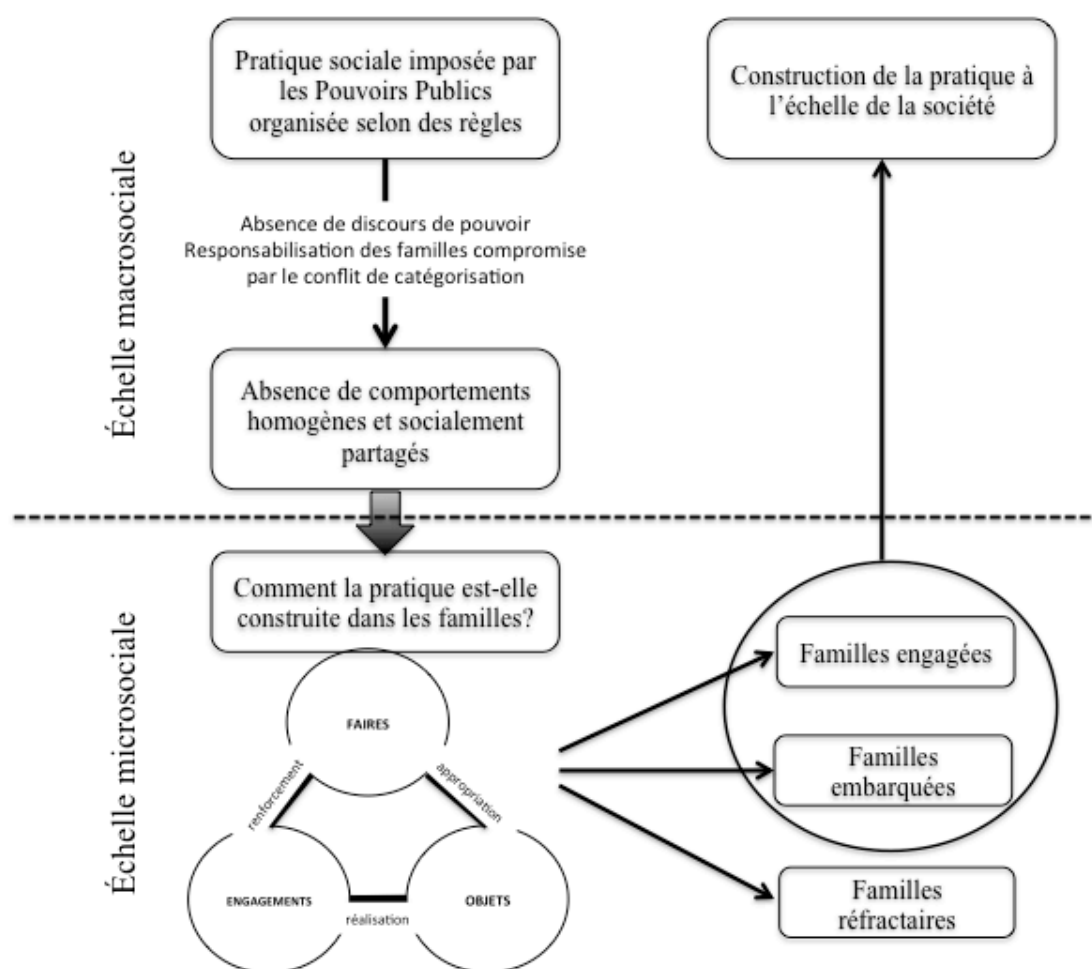 Échelle macrosociale
Pratique sociale imposée par
les Pouvoirs Publics
organisée selon des règles
Absence de discours de pouvoir
Responsabilisation des familles compromise
par le conflit de catégorisation
Absence de comportements
homogènes et socialement
partagés
Construction de la pratique à
l'échelle de la société
Échelle microsociale
Comment la pratique est-elle
construite dans les familles?
FAIRES
renforcement
appropriation
ENGAGEMENTS
réalisation
OBJETS
Familles engagées
Familles
embarquées
Familles
réfractaires